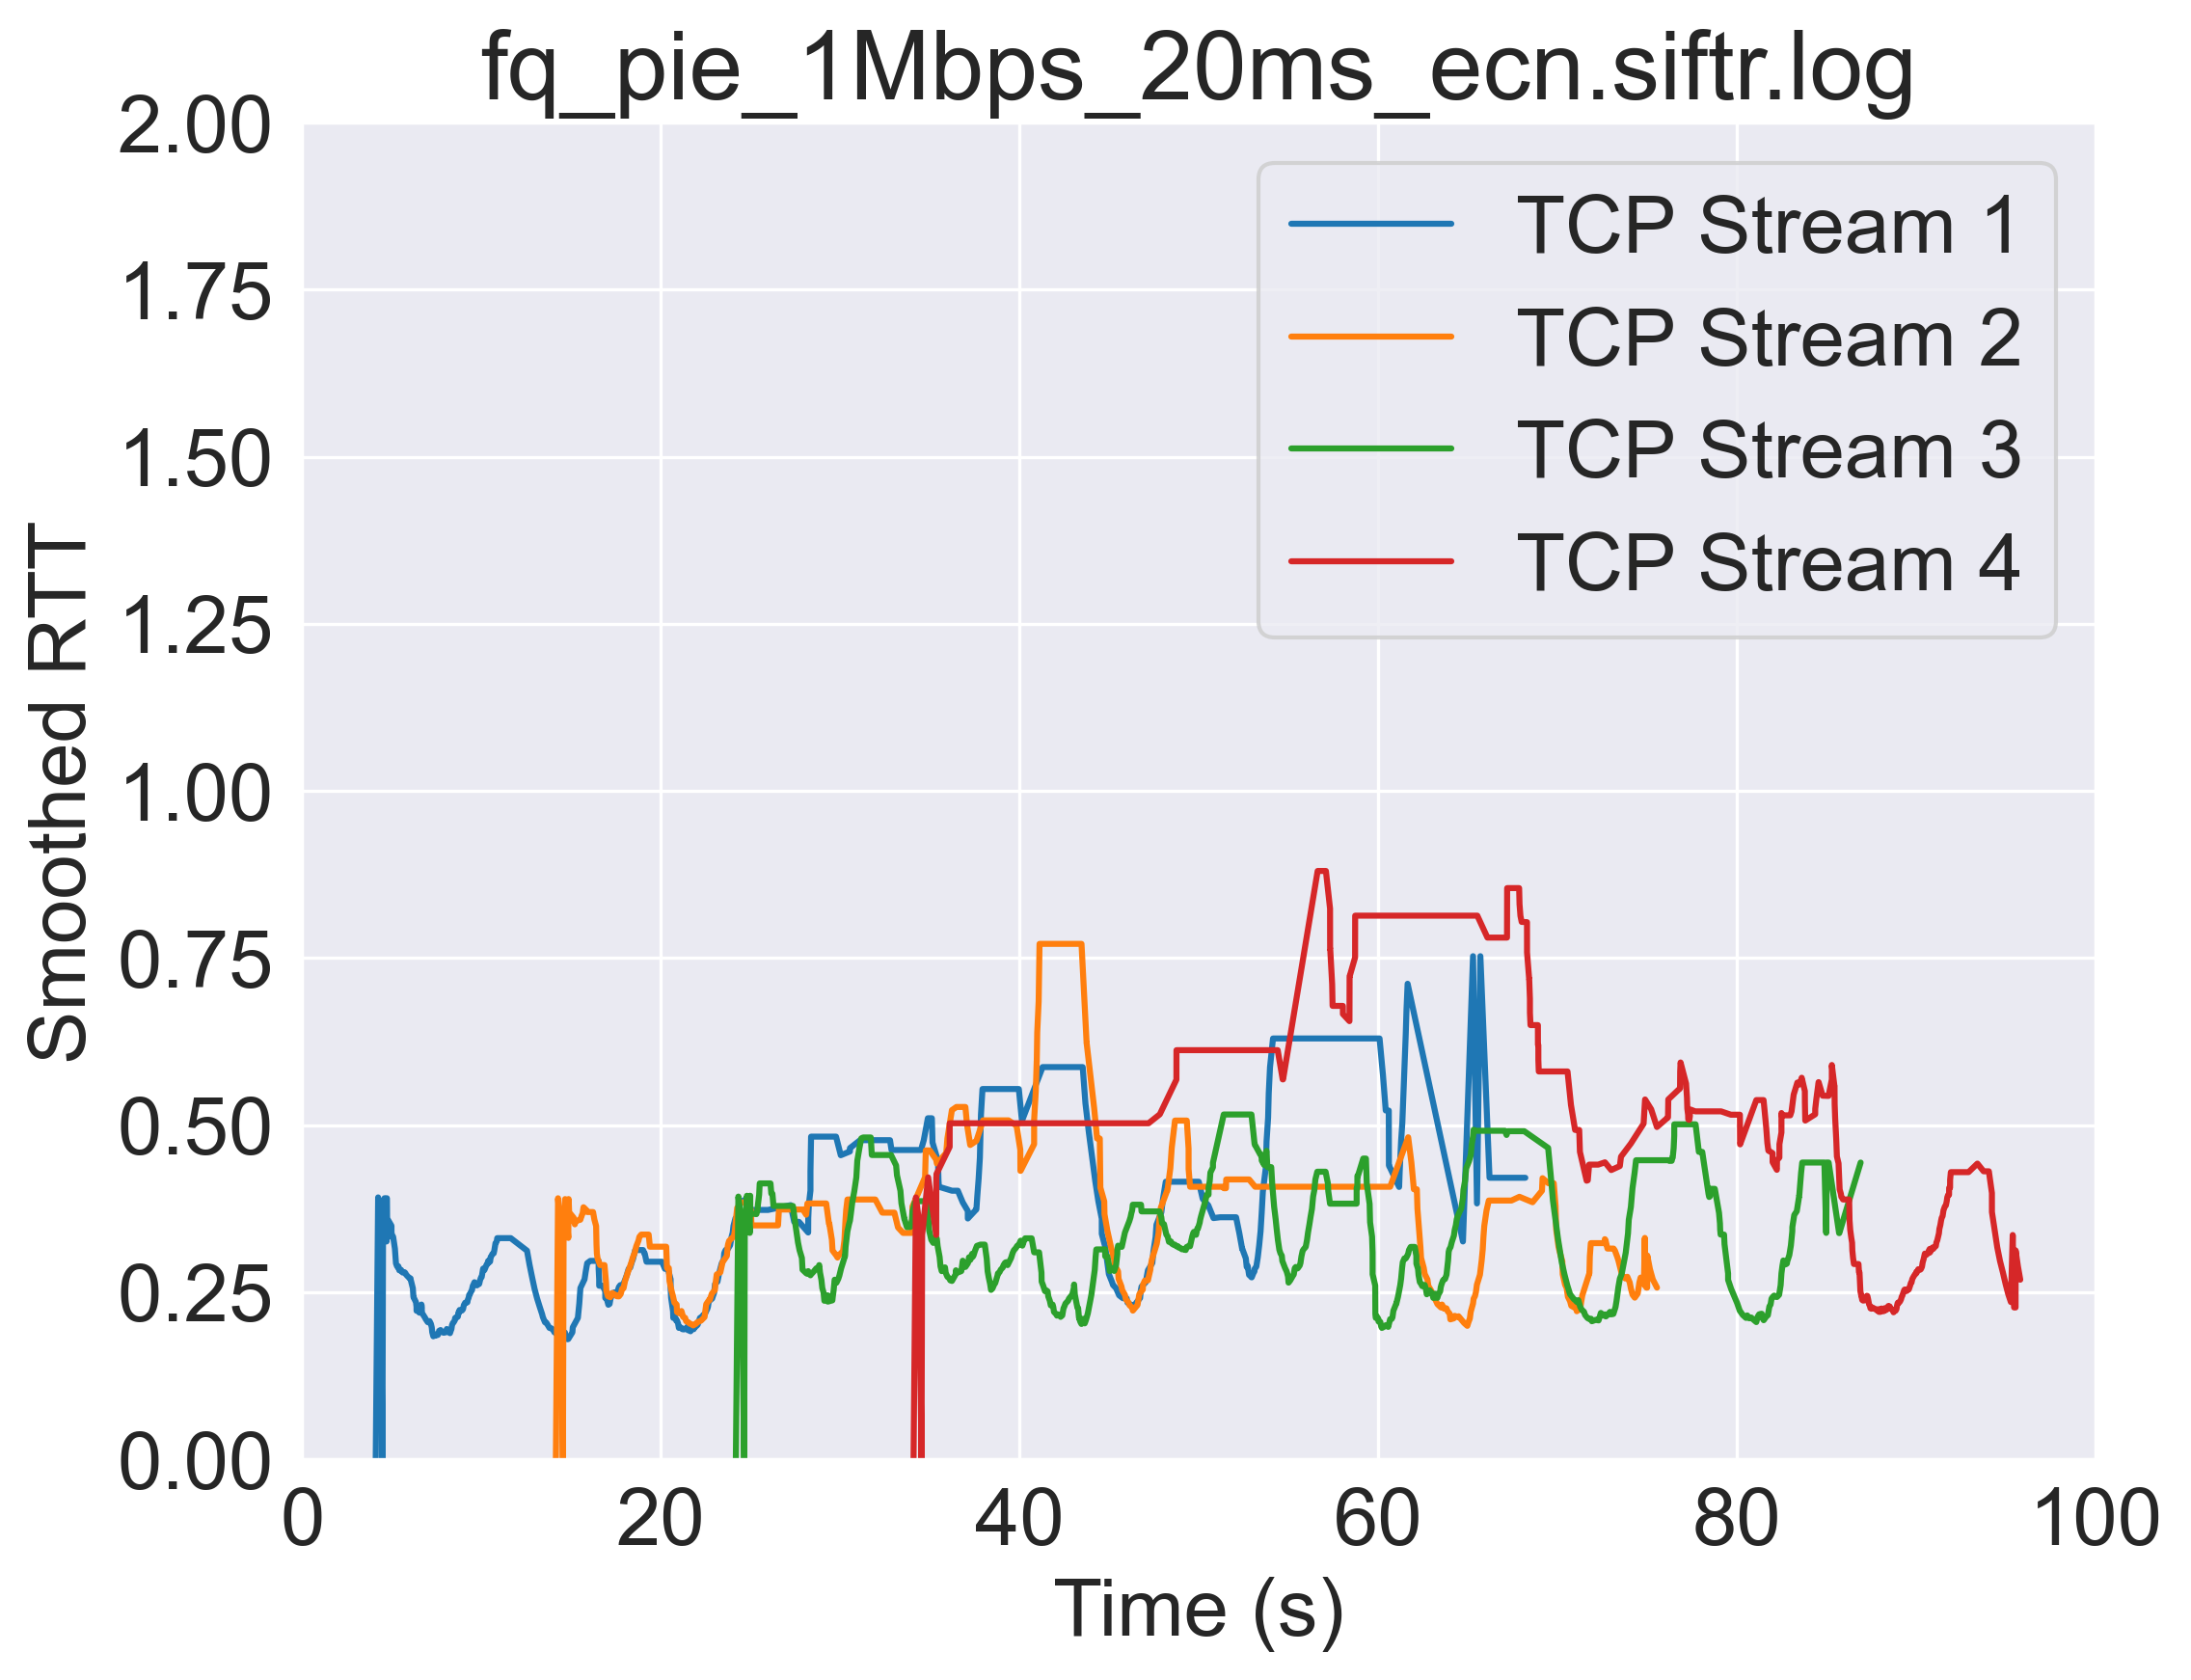 fq_pie_1Mbps_20ms_ecn.siftr.log
2.00
1.75
1.50
1.25
1.00
0.75
0.50
0.25
0.00
Smoothed RTT
TCP Stream 1
TCP Stream 2
TCP Stream 3
TCP Stream 4
0 20 40 60 80 100
Time (s)